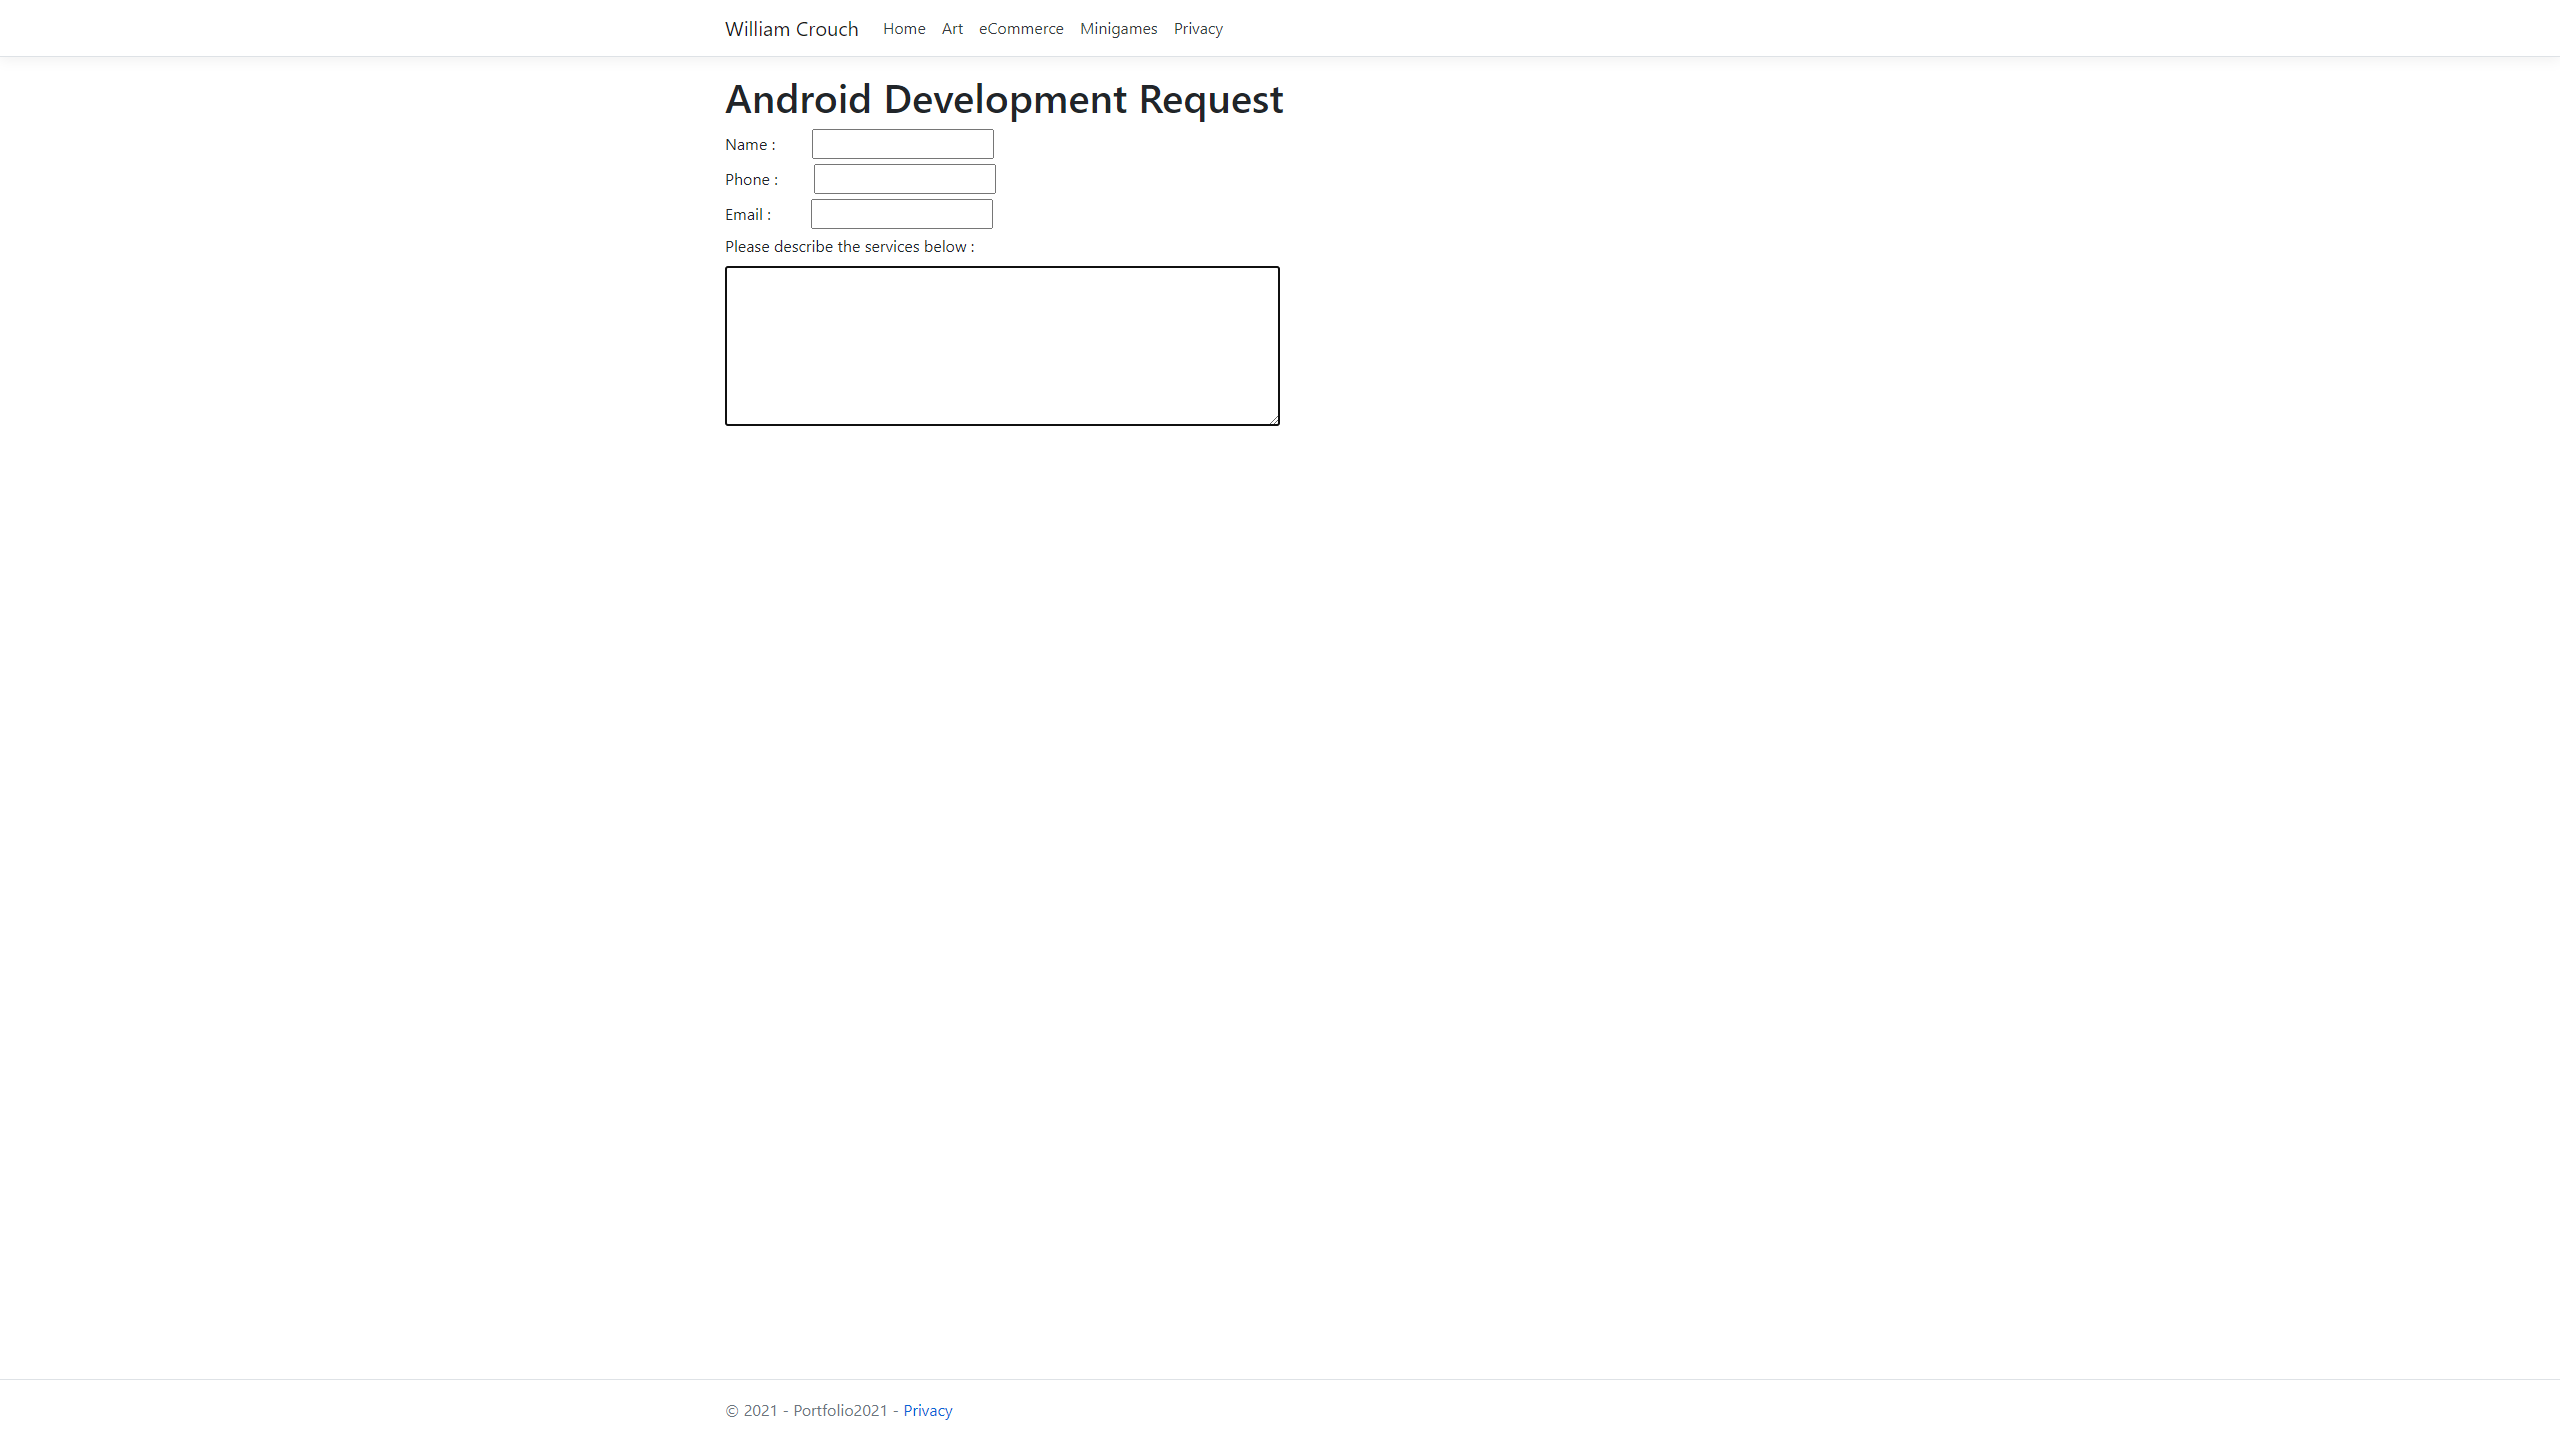 William Crouch Home Art eCommerce Minigames Privacy
Android Development Request
Name :
Phone :
Email :
Please describe the services below :
© 2021 - Portfolio2021 - Privacy